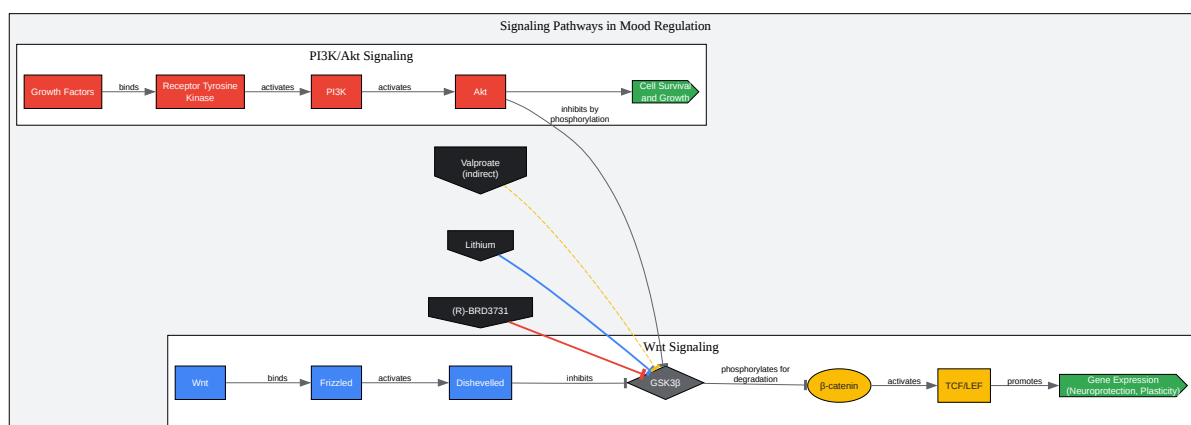 Signaling Pathways in Mood Regulation
PI3K/Akt Signaling
Growth Factors
binds
Receptor Tyrosine
Kinase
activates
PI3K
activates
Akt
Cell Survival
and Growth
inhibits by
phosphorylation
Valproate
(indirect)
Lithium
(R)-BRD3731
Wnt Signaling
Wnt
binds
Frizzled
activates
Dishevelled
inhibits
GSK3β
phosphorylates for
degradation
β-catenin
activates
TCF/LEF
promotes
Gene Expression
(Neuroprotection, Plasticity)